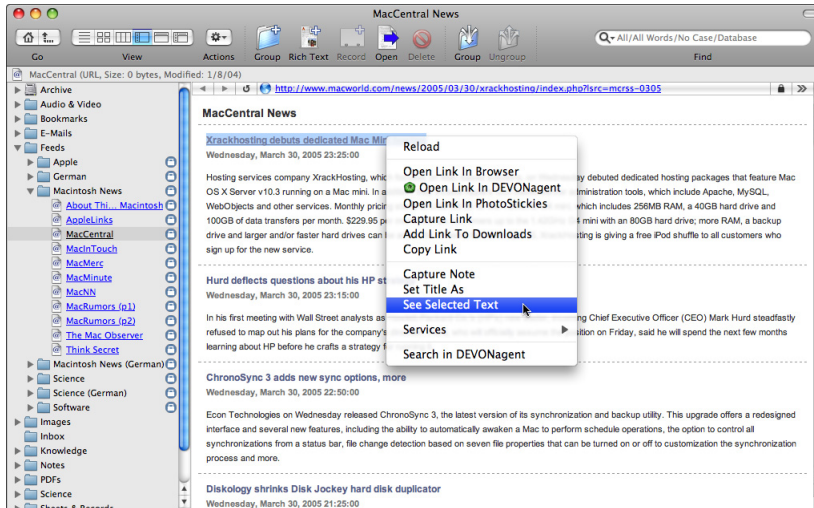 MacCentral News
All/All Words/No Case/Database
Go View Actions Group Rich Text Record Open Delete Group Ungroup Find
MacCentral (URL, Size: 0 bytes, Modified: 1/8/04)
http://www.macworld.com/news/2005/03/30/xrackhosting/index.php?lsrc=mcrss-0305
Archive
Audio & Video
Bookmarks
E-Mails
Feeds
Apple
German
Macintosh News
About Thi... Macintosh
AppleLinks
MacCentral
MacInTouch
MacMerc
MacMinute
MacNN
MacRumors (p1)
MacRumors (p2)
The Mac Observer
Think Secret
Macintosh News (German)
Science
Science (German)
Software
Images
Inbox
Knowledge
Notes
PDFs
Science
Sheets & Records
MacCentral News
Xrackhosting debuts dedicated Mac Min
Wednesday, March 30, 2005 23:25:00
Hosting services company XrackHosting, whic day debuted dedicated hosting packages that feature Mac
OS X Server v10.3 running on a Mac mini. In a dministration tools, which include Apache, MySQL,
WebObjects and other services. Monthly pricing which includes 256MB RAM, a 40GB hard drive and
100GB of data transfers per month. $229.95 pe mini with an 80GB hard drive; more RAM, a backup
drive and larger and/or faster hard drives can sting is giving a free iPod shuffle to all customers who
sign up for the new service.
Hurd deflects questions about his HP st
Wednesday, March 30, 2005 23:15:00
In his first meeting with Wall Street analysts as g Chief Executive Officer (CEO) Mark Hurd steadfastly
refused to map out his plans for the company's sition on Friday, said he will spend the next few months
learning about HP before he crafts a strategy f
ChronoSync 3 adds new sync options, more
Wednesday, March 30, 2005 22:50:00
Econ Technologies on Wednesday released ChronoSync 3, the latest version of its synchronization and backup utility. This upgrade offers a redesigned
interface and several new features, including the ability to automatically awaken a Mac to perform schedule operations, the option to control all
synchronizations from a status bar, file change detection based on seven file properties that can be turned on or off to customization the synchronization
process and more.
Diskology shrinks Disk Jockey hard disk duplicator
Wednesday, March 30, 2005 21:25:00
Reload
Open Link In Browser
Open Link In DEVONagent
Open Link In PhotoStickies
Capture Link
Add Link To Downloads
Copy Link
Capture Note
Set Title As
See Selected Text
Services
Search in DEVONagent